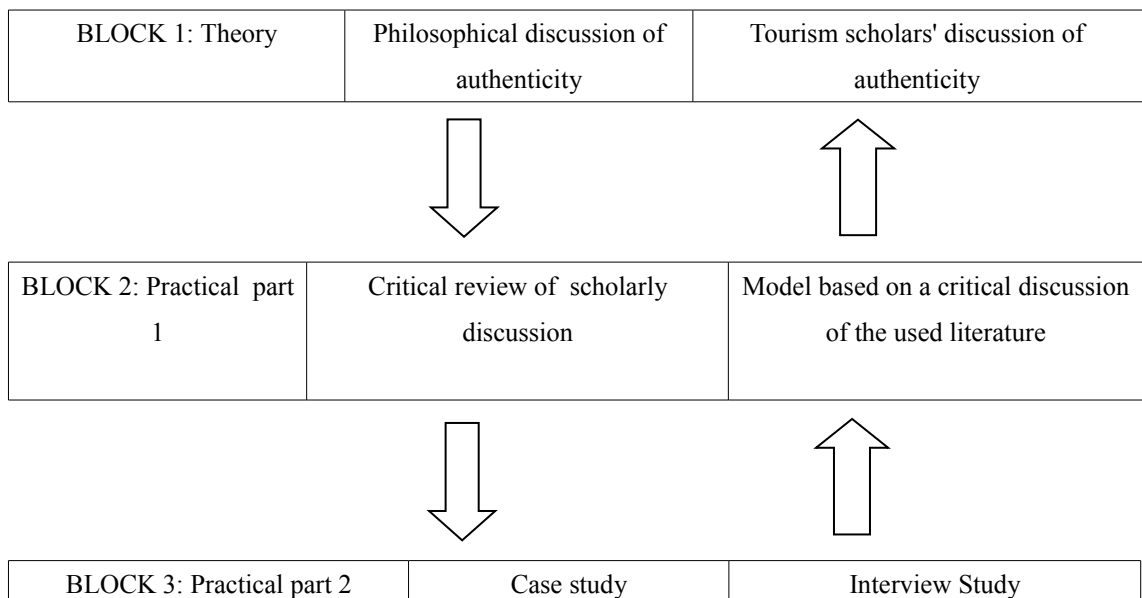 BLOCK 1: Theory
Philosophical discussion of
authenticity
Tourism scholars' discussion of
authenticity
BLOCK 2: Practical part
1
Critical review of scholarly
discussion
Model based on a critical discussion
of the used literature
BLOCK 3: Practical part 2
Case study
Interview Study